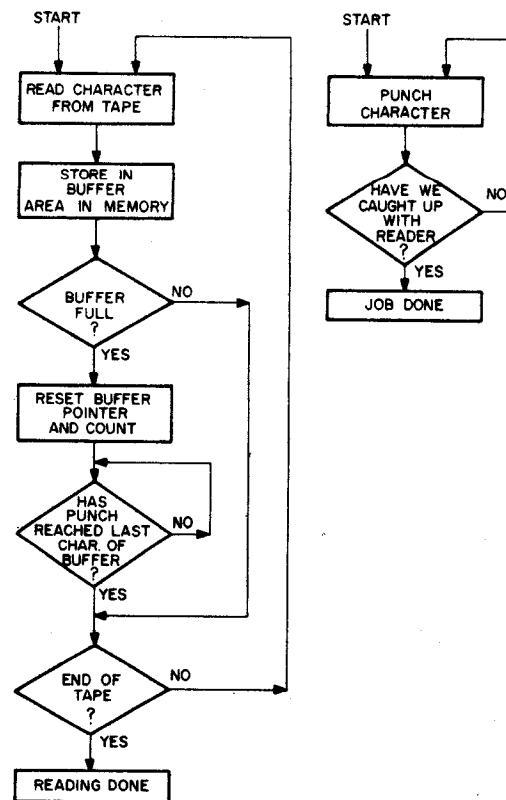 START
READ CHARACTER
FROM TAPE
STORE IN
BUFFER
AREA IN MEMORY
BUFFER
FULL
?
NO
YES
RESET BUFFER
POINTER
AND COUNT
HAS
PUNCH
REACHED LAST
CHAR. OF
BUFFER
?
NO
YES
END OF
TAPE
?
NO
YES
READING DONE
START
PUNCH
CHARACTER
HAVE WE
CAUGHT UP
WITH
READER
?
NO
YES
JOB DONE